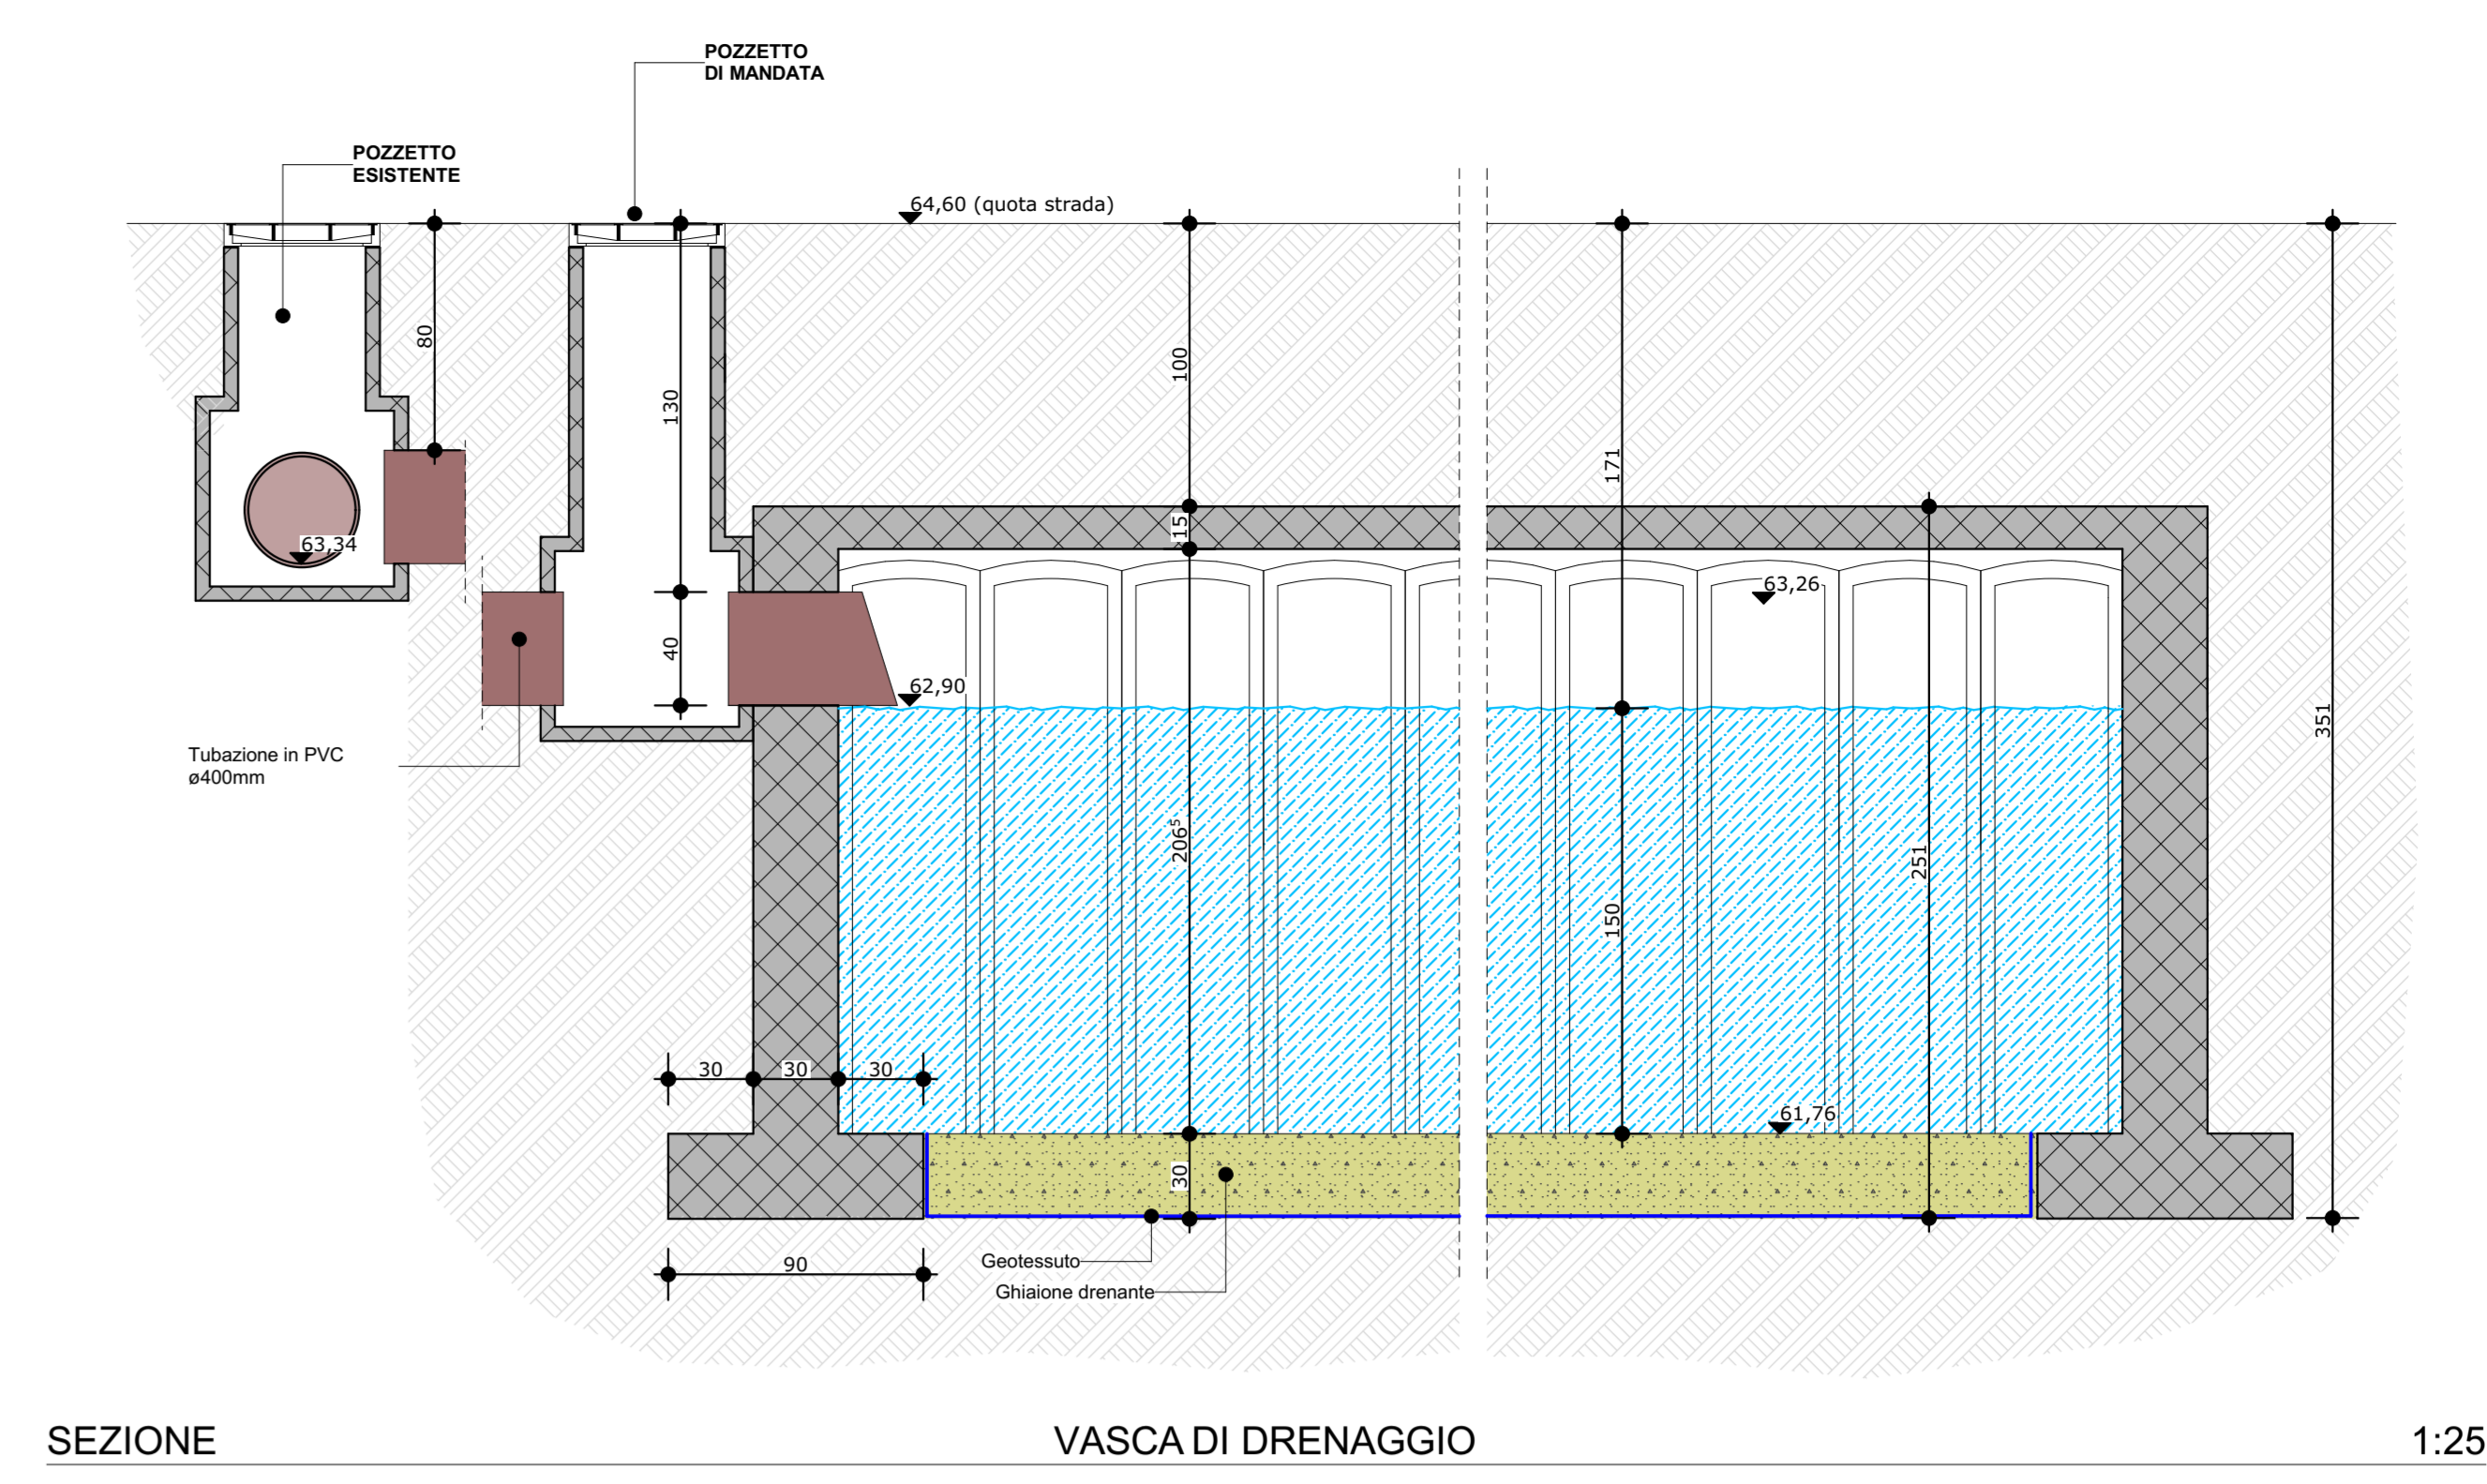 POZZETTO
DI MANDATA
POZZETTO
ESISTENTE
64,60 (quota strada)
80
130
100
171
351
15
63,34
63,26
40
62,90
Tubazione in PVC
ø400mm
206⁵
251
150
30
30
30
61,76
30
90
Geotessuto
Ghiaione drenante
SEZIONE
VASCA DI DRENAGGIO
1:25